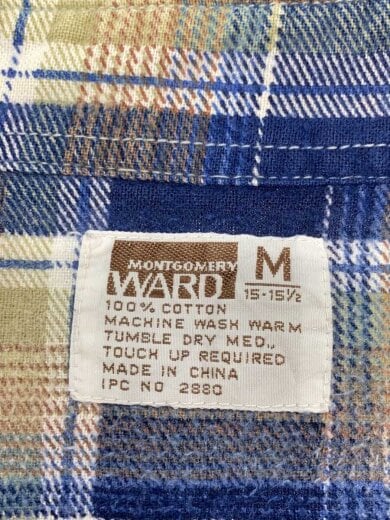 MONTGOMERY
WARD
M
15-15½
100% COTTON
MACHINE WASH WARM
TUMBLE DRY MED.,
TOUCH UP REQUIRED
MADE IN CHINA
IPC NO 2880